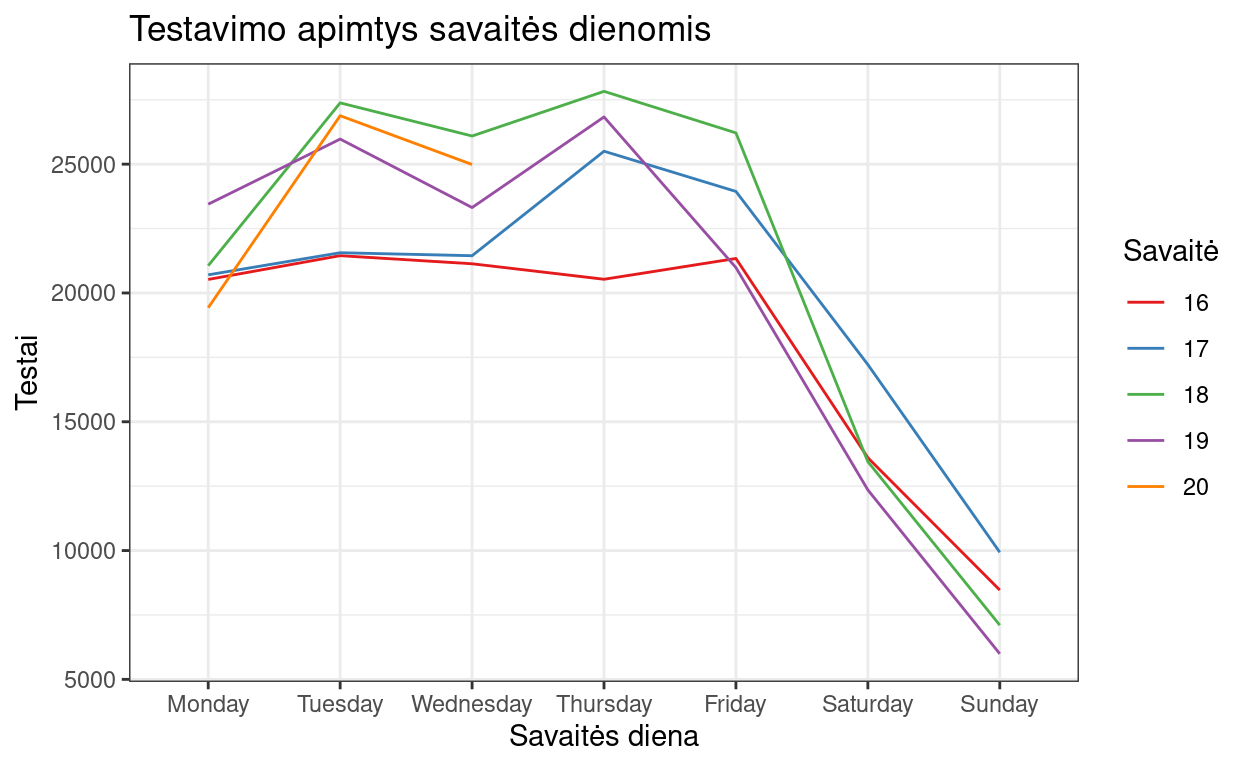 Testavimo apimtys savaitės dienomis
Testai
25000
20000
15000
10000
5000
Monday
Tuesday
Wednesday
Thursday
Friday
Saturday
Sunday
Savaitės diena
Savaitė
16
17
18
19
20